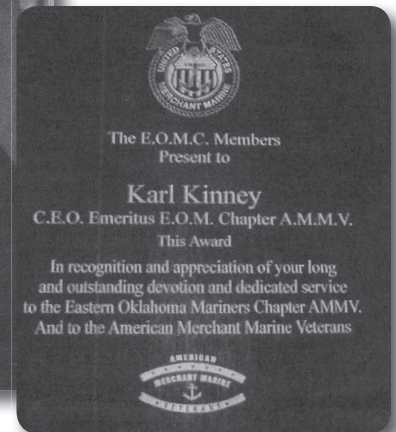 UNITED STATES
MERCHANT MARINE
The E.O.M.C. Members
Present to
Karl Kinney
C.E.O. Emeritus E.O.M. Chapter A.M.M.V.
This Award
In recognition and appreciation of your long
and outstanding devotion and dedicated service
to the Eastern Oklahoma Mariners Chapter AMMV.
And to the American Merchant Marine Veterans
AMERICAN
MERCHANT MARINE
VETERANS